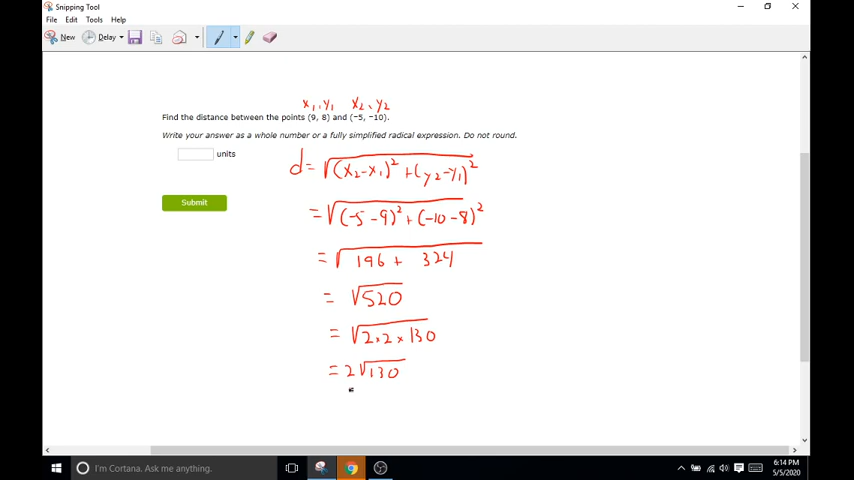 Snipping Tool
File Edit Tools Help
New Delay
x₁, y₁ x₂, y₂
Find the distance between the points (9, 8) and (−5, −10).
Write your answer as a whole number or a fully simplified radical expression. Do not round.
units
d = √(x₂-x₁)² + (y₂-y₁)²
Submit
= √(-5-9)² + (-10-8)²
= √196 + 324
= √520
= √2×2×130
= 2√130
I'm Cortana. Ask me anything.
6:14 PM
5/5/2020